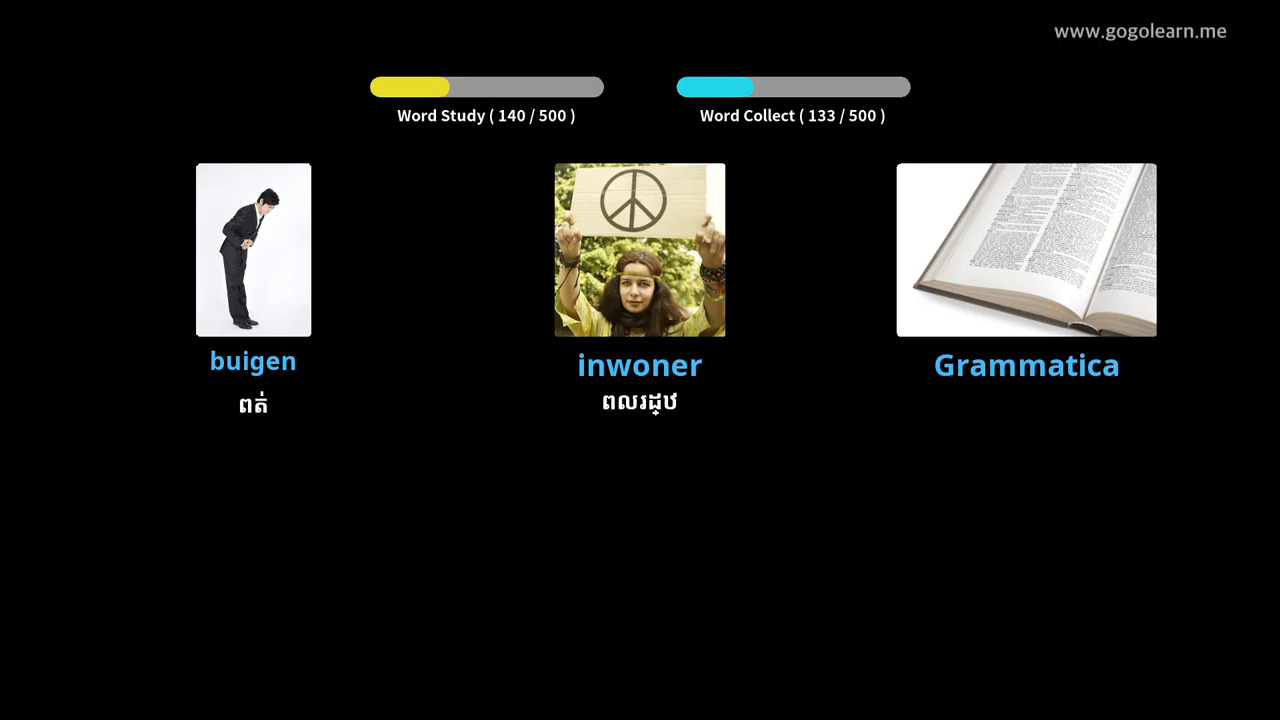 www.gogolearn.me
Word Study ( 140 / 500 )
Word Collect ( 133 / 500 )
buigen
ពត់
inwoner
ពលរដ្ឋ
Grammatica